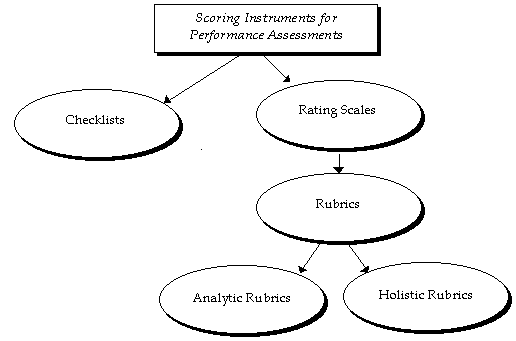 Scoring Instruments for
Performance Assessments
Checklists
Rating Scales
Rubrics
Analytic Rubrics
Holistic Rubrics